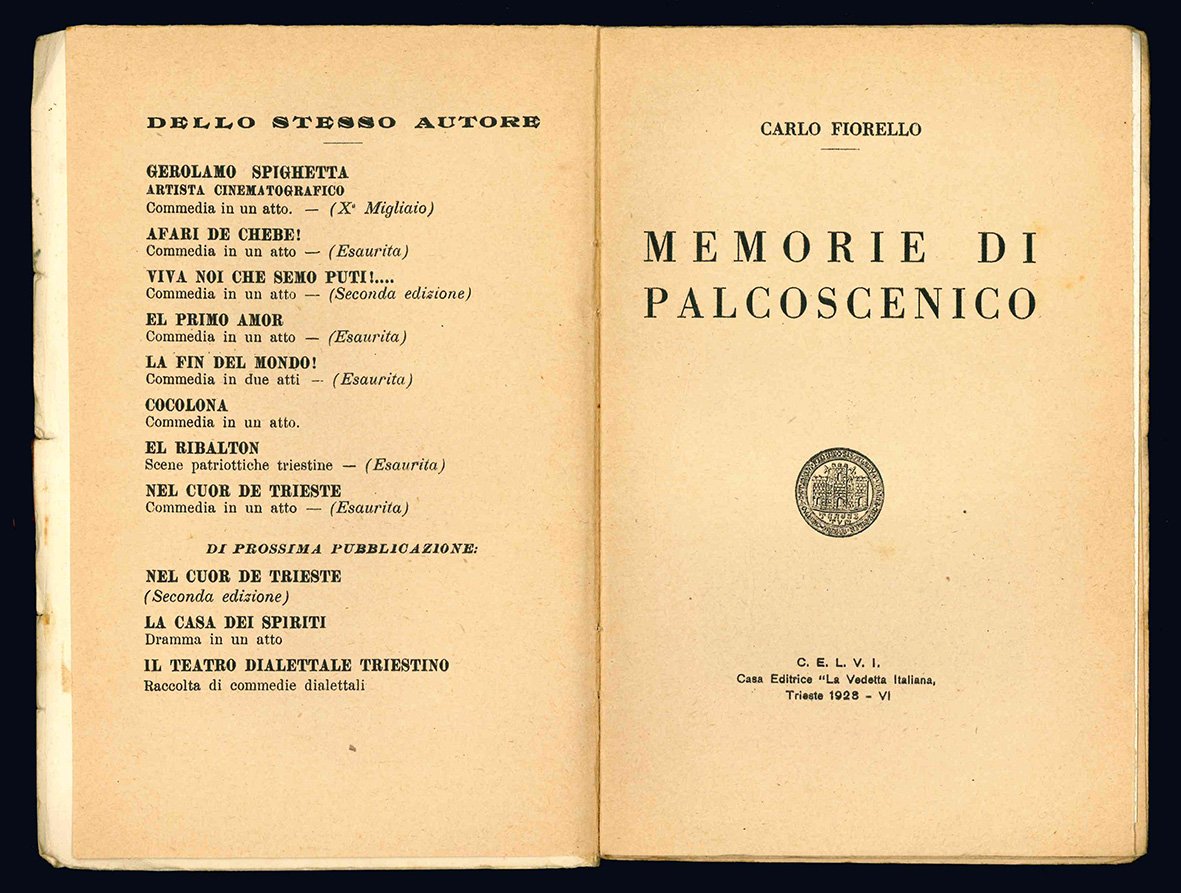 DELLO STESSO AUTORE
GEROLAMO SPIGHETTA
ARTISTA CINEMATOGRAFICO
Commedia in un atto. — (Xº Migliaio)
AFARI DE CHEBE!
Commedia in un atto — (Esaurita)
VIVA NOI CHE SEMO PUTI!....
Commedia in un atto — (Seconda edizione)
EL PRIMO AMOR
Commedia in un atto — (Esaurita)
LA FIN DEL MONDO!
Commedia in due atti — (Esaurita)
COCOLONA
Commedia in un atto.
EL RIBALTON
Scene patriottiche triestine — (Esaurita)
NEL CUOR DE TRIESTE
Commedia in un atto — (Esaurita)
DI PROSSIMA PUBBLICAZIONE:
NEL CUOR DE TRIESTE
(Seconda edizione)
LA CASA DEI SPIRITI
Dramma in un atto
IL TEATRO DIALETTALE TRIESTINO
Raccolta di commedie dialettali
CARLO FIORELLO
MEMORIE DI
PALCOSCENICO
C. E. L. V. I.
Casa Editrice "La Vedetta Italiana,
Trieste 1928 - VI